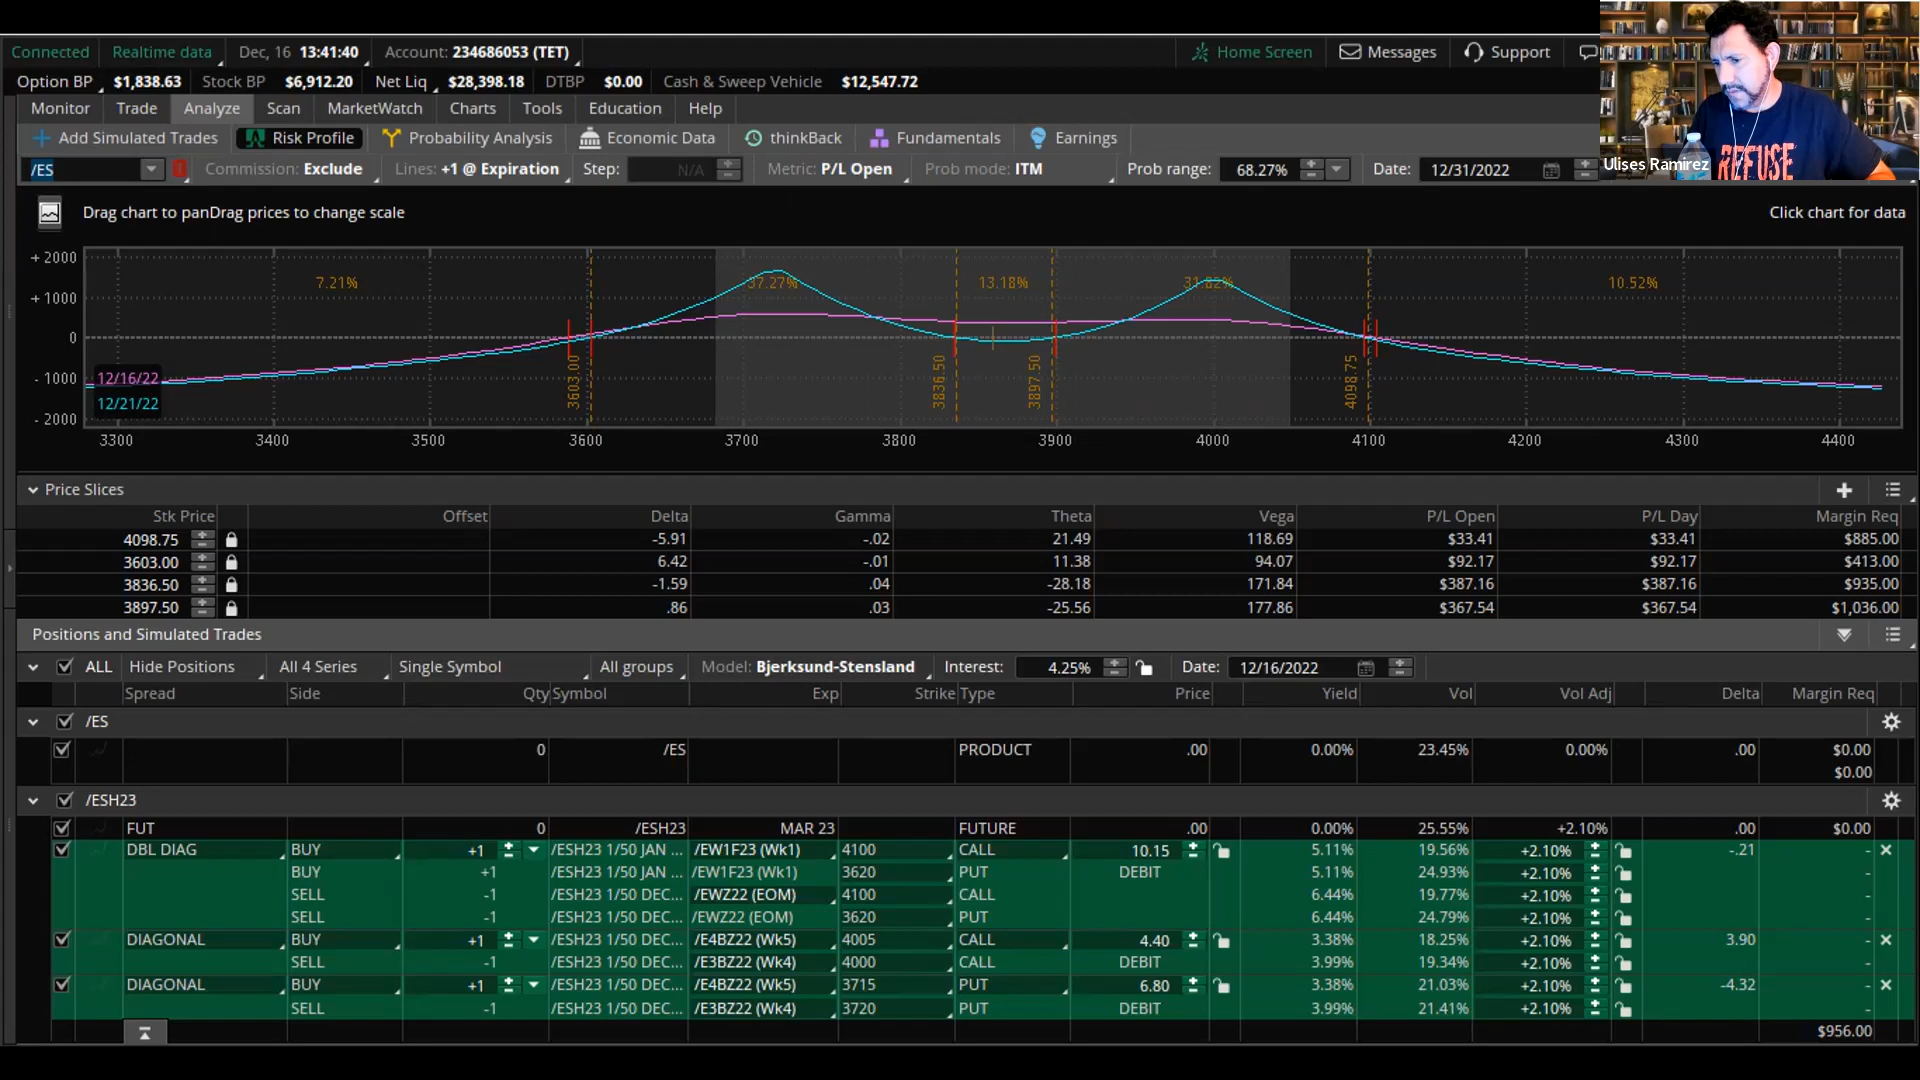 Connected Realtime data Dec, 16 13:41:40 Account: 234686053 (TET) Home Screen Messages Support
Option BP $1,838.63 Stock BP $6,912.20 Net Liq $28,398.18 DTBP $0.00 Cash & Sweep Vehicle $12,547.72
Monitor Trade Analyze Scan MarketWatch Charts Tools Education Help
Add Simulated Trades Risk Profile Probability Analysis Economic Data thinkBack Fundamentals Earnings
/ES Commission: Exclude Lines: +1 @ Expiration Step: N/A Metric: P/L Open Prob mode: ITM Prob range: 68.27% Date: 12/31/2022
Ulises Ramirez
REFUSE
Drag chart to panDrag prices to change scale Click chart for data
+ 2000
7.21% 37.27% 13.18% 31.82% 10.52%
+ 1000
0
- 1000
- 2000
12/16/22
12/21/22
3603.00 3836.50 3897.50 4098.75
3300 3400 3500 3600 3700 3800 3900 4000 4100 4200 4300 4400
Price Slices
Stk Price Offset Delta Gamma Theta Vega P/L Open P/L Day Margin Req
4098.75 -5.91 -.02 21.49 118.69 $33.41 $33.41 $885.00
3603.00 6.42 -.01 11.38 94.07 $92.17 $92.17 $413.00
3836.50 -1.59 .04 -28.18 171.84 $387.16 $387.16 $935.00
3897.50 .86 .03 -25.56 177.86 $367.54 $367.54 $1,036.00
Positions and Simulated Trades
ALL Hide Positions All 4 Series Single Symbol All groups Model: Bjerksund-Stensland Interest: 4.25% Date: 12/16/2022
Spread Side Qty Symbol Exp Strike Type Price Yield Vol Vol Adj Delta Margin Req
/ES
0 /ES PRODUCT .00 0.00% 23.45% 0.00% .00 $0.00
$0.00
/ESH23
FUT 0 /ESH23 MAR 23 FUTURE .00 0.00% 25.55% +2.10% .00 $0.00
DBL DIAG BUY +1 /ESH23 1/50 JAN ... /EW1F23 (Wk1) 4100 CALL 10.15 5.11% 19.56% +2.10% -.21 -
BUY +1 /ESH23 1/50 JAN ... /EW1F23 (Wk1) 3620 PUT DEBIT 5.11% 24.93% +2.10% -
SELL -1 /ESH23 1/50 DEC... /EWZ22 (EOM) 4100 CALL 6.44% 19.77% +2.10% -
SELL -1 /ESH23 1/50 DEC... /EWZ22 (EOM) 3620 PUT 6.44% 24.79% +2.10% -
DIAGONAL BUY +1 /ESH23 1/50 DEC... /E4BZ22 (Wk5) 4005 CALL 4.40 3.38% 18.25% +2.10% 3.90 -
SELL -1 /ESH23 1/50 DEC... /E3BZ22 (Wk4) 4000 CALL DEBIT 3.99% 19.34% +2.10% -
DIAGONAL BUY +1 /ESH23 1/50 DEC... /E4BZ22 (Wk5) 3715 PUT 6.80 3.38% 21.03% +2.10% -4.32 -
SELL -1 /ESH23 1/50 DEC... /E3BZ22 (Wk4) 3720 PUT DEBIT 3.99% 21.41% +2.10% -
$956.00